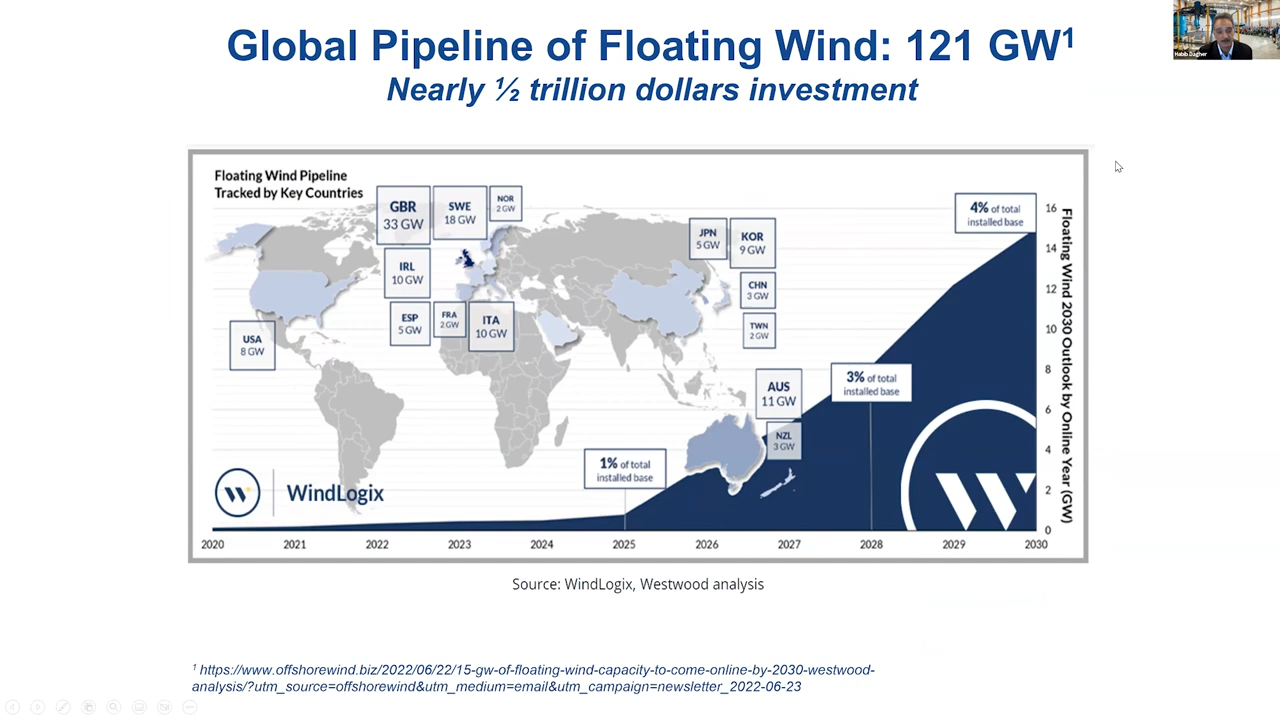 Global Pipeline of Floating Wind: 121 GW¹
Nearly ½ trillion dollars investment
Habib Dagher
Floating Wind Pipeline
Tracked by Key Countries
GBR
33 GW
SWE
18 GW
NOR
2 GW
IRL
10 GW
ESP
5 GW
FRA
2 GW
ITA
10 GW
USA
8 GW
JPN
5 GW
KOR
9 GW
CHN
3 GW
TWN
2 GW
AUS
11 GW
NZL
3 GW
1% of total
installed base
3% of total
installed base
4% of total
installed base
16
14
12
10
8
6
4
2
0
Floating Wind 2030 Outlook by Online Year (GW)
W
WindLogix
W
2020 2021 2022 2023 2024 2025 2026 2027 2028 2029 2030
Source: WindLogix, Westwood analysis
¹ https://www.offshorewind.biz/2022/06/22/15-gw-of-floating-wind-capacity-to-come-online-by-2030-westwood-
analysis/?utm_source=offshorewind&utm_medium=email&utm_campaign=newsletter_2022-06-23